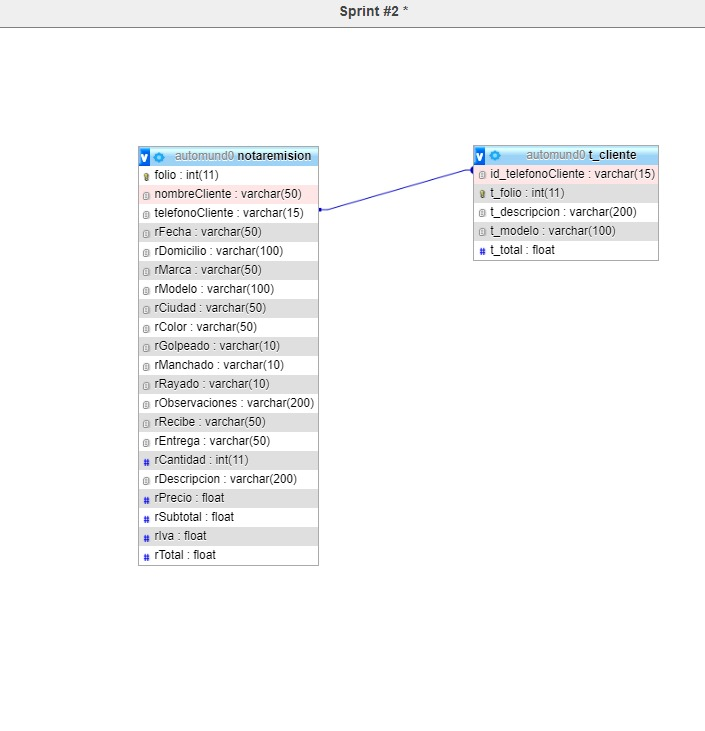 Sprint #2 *
automund0 notaremision
folio : int(11)
nombreCliente : varchar(50)
telefonoCliente : varchar(15)
rFecha : varchar(50)
rDomicilio : varchar(100)
rMarca : varchar(50)
rModelo : varchar(100)
rCiudad : varchar(50)
rColor : varchar(50)
rGolpeado : varchar(10)
rManchado : varchar(10)
rRayado : varchar(10)
rObservaciones : varchar(200)
rRecibe : varchar(50)
rEntrega : varchar(50)
# rCantidad : int(11)
rDescripcion : varchar(200)
# rPrecio : float
# rSubtotal : float
# rIva : float
# rTotal : float
automund0 t_cliente
id_telefonoCliente : varchar(15)
t_folio : int(11)
t_descripcion : varchar(200)
t_modelo : varchar(100)
# t_total : float